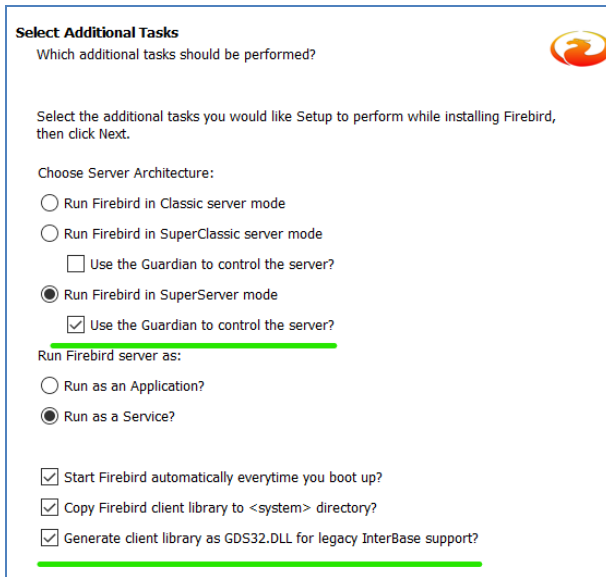 Select Additional Tasks
Which additional tasks should be performed?
Select the additional tasks you would like Setup to perform while installing Firebird,
then click Next.
Choose Server Architecture:
Run Firebird in Classic server mode
Run Firebird in SuperClassic server mode
Use the Guardian to control the server?
Run Firebird in SuperServer mode
Use the Guardian to control the server?
Run Firebird server as:
Run as an Application?
Run as a Service?
Start Firebird automatically everytime you boot up?
Copy Firebird client library to <system> directory?
Generate client library as GDS32.DLL for legacy InterBase support?